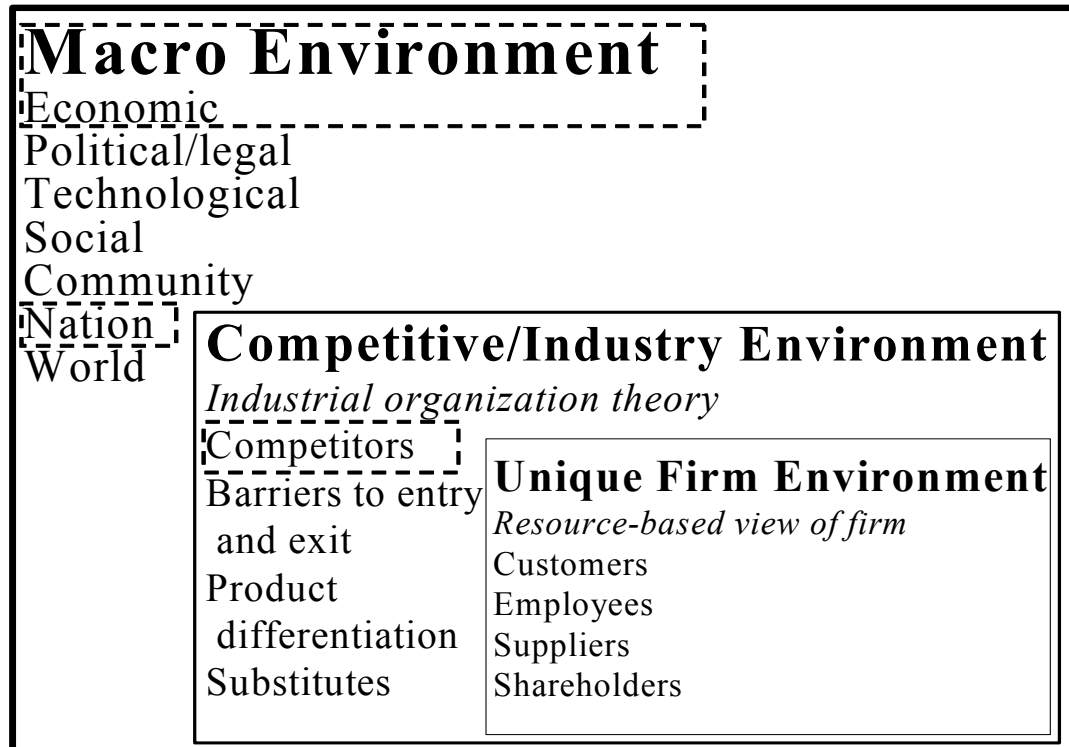 Macro Environment
Economic
Political/legal
Technological
Social
Community
Nation
World
Competitive/Industry Environment
Industrial organization theory
Competitors
Barriers to entry
and exit
Product
differentiation
Substitutes
Unique Firm Environment
Resource-based view of firm
Customers
Employees
Suppliers
Shareholders